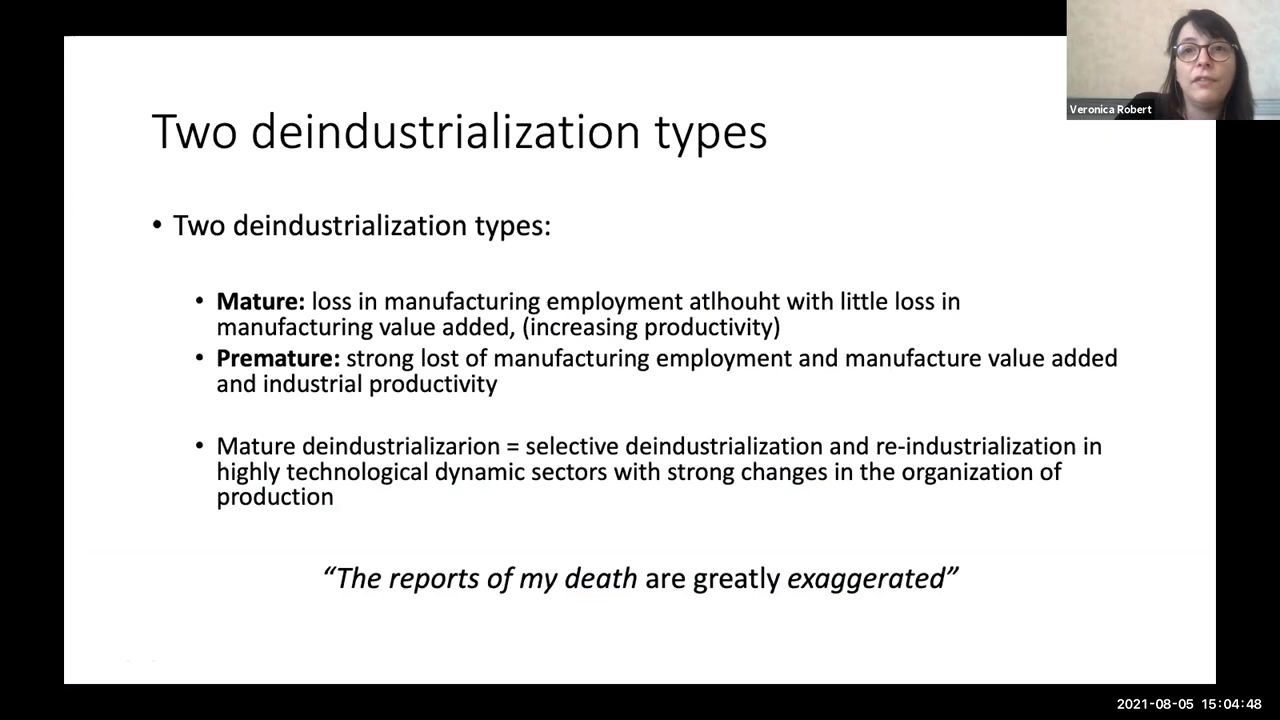 Veronica Robert
Two deindustrialization types
• Two deindustrialization types:
• Mature: loss in manufacturing employment atlhouht with little loss in
manufacturing value added, (increasing productivity)
• Premature: strong lost of manufacturing employment and manufacture value added
and industrial productivity
• Mature deindustrializarion = selective deindustrialization and re-industrialization in
highly technological dynamic sectors with strong changes in the organization of
production
“The reports of my death are greatly exaggerated”
2021-08-05 15:04:48